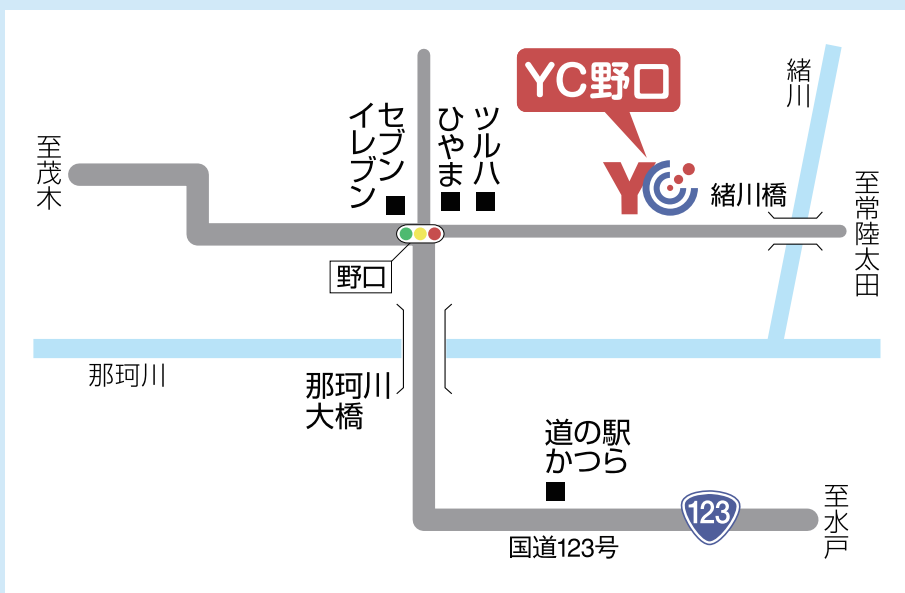 YC野口
緒川
セブン
イレブン
ひやま
ツルハ
至茂木
YC
緒川橋
至常陸太田
野口
那珂川
那珂川
大橋
道の駅
かつら
123
国道123号
至水戸